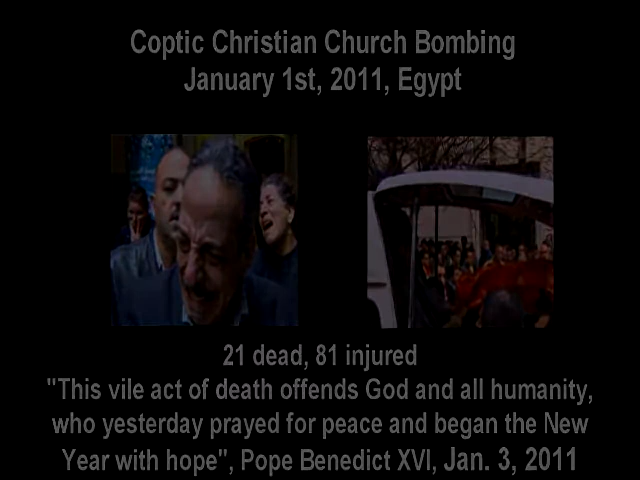 Coptic Christian Church Bombing
January 1st, 2011, Egypt
21 dead, 81 injured
"This vile act of death offends God and all humanity,
who yesterday prayed for peace and began the New
Year with hope", Pope Benedict XVI, Jan. 3, 2011